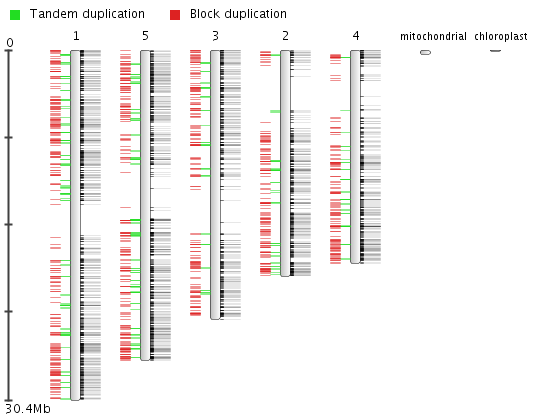 Tandem duplication Block duplication
0 1 5 3 2 4 mitochondrial chloroplast
30.4Mb